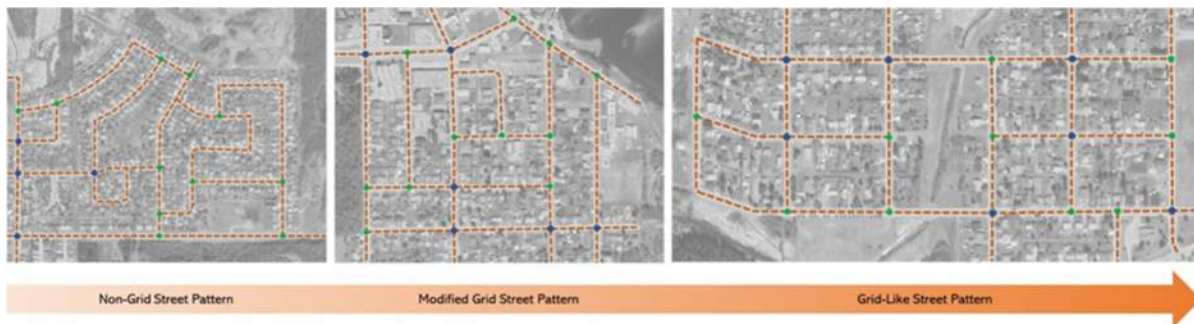 Non-Grid Street Pattern
Modified Grid Street Pattern
Grid-Like Street Pattern